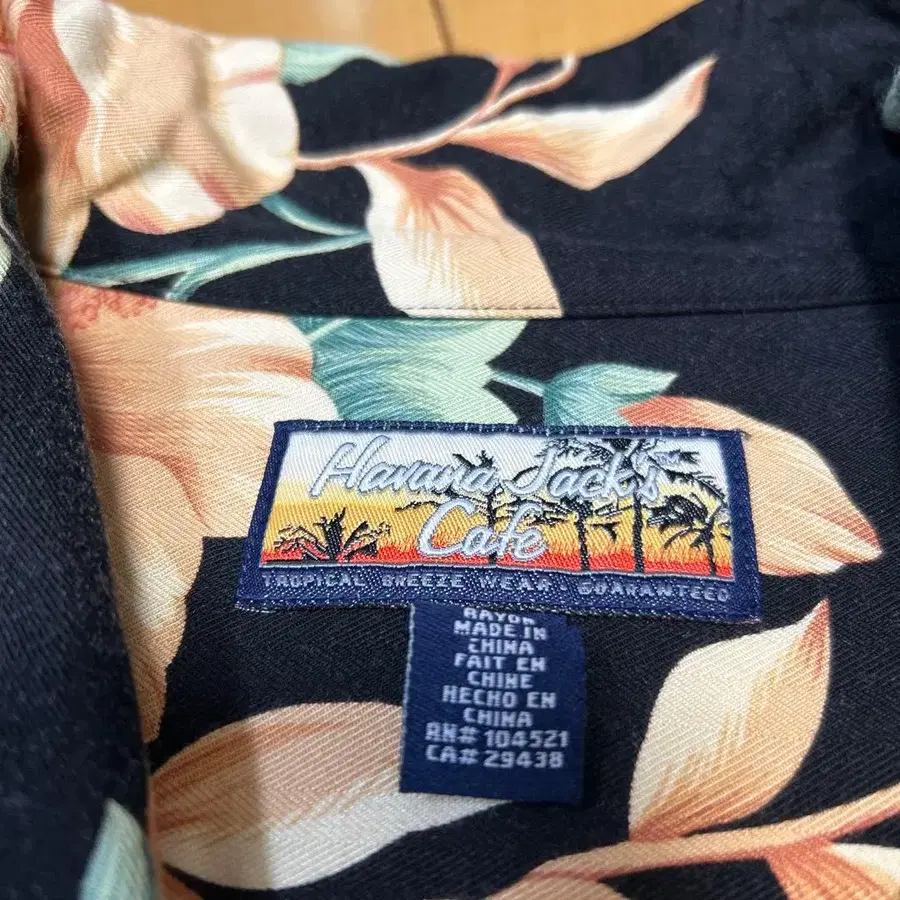 Havana Jack's
Cafe
TROPICAL BREEZE WEAR, GUARANTEED
RAYON
MADE IN
CHINA
FAIT EN
CHINE
HECHO EN
CHINA
RN# 104521
CA# 29438